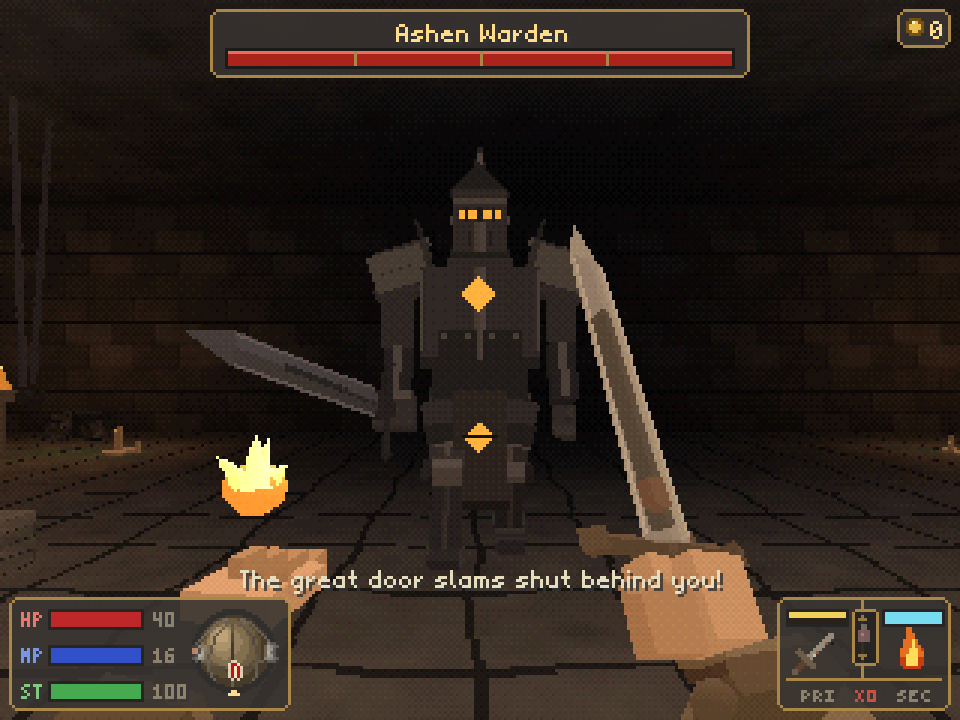 Ashen Warden
0
The great door slams shut behind you!
HP 40
MP 16
ST 100
0
PRI X0 SEC